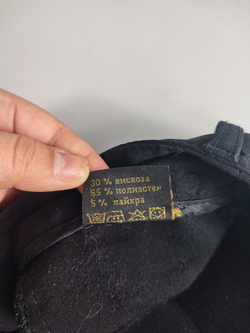 30 % вискоза
65 % полиэстер
5 % лайкра